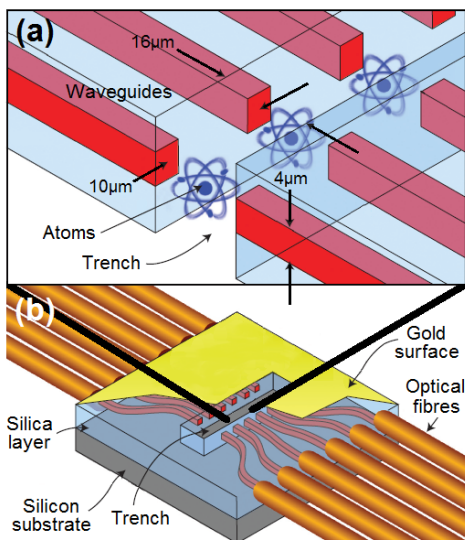 (a)
16μm
Waveguides
10μm
4μm
Atoms
Trench
(b)
Gold surface
Optical fibres
Silica layer
Silicon substrate
Trench